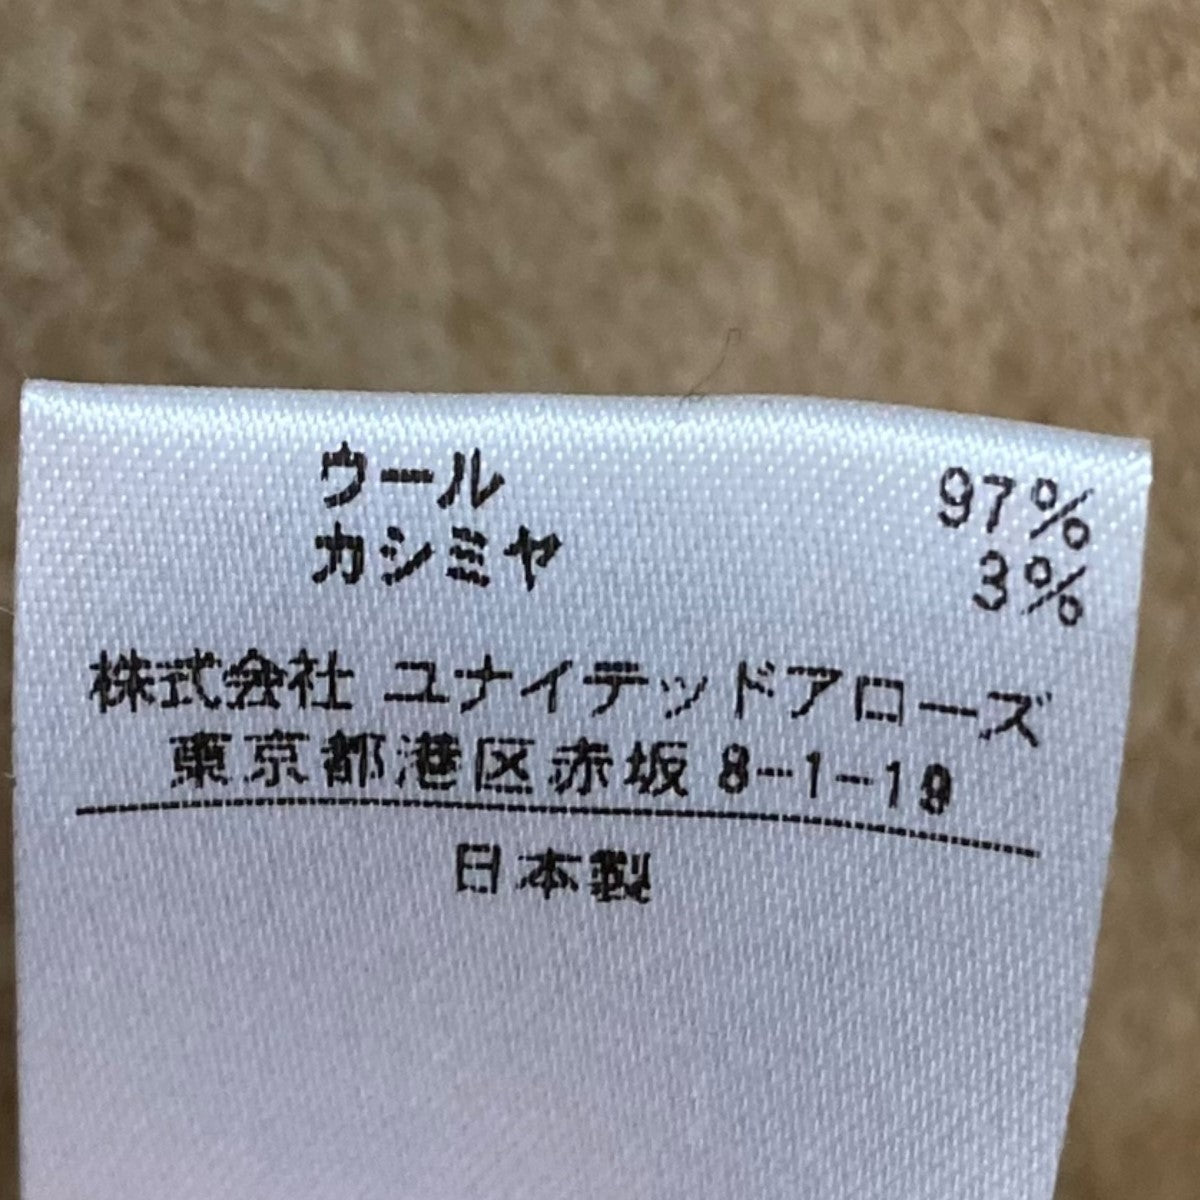 ウール 97%
カシミヤ 3%
株式会社 ユナイテッドアローズ
東京都港区赤坂 8-1-19
日本製